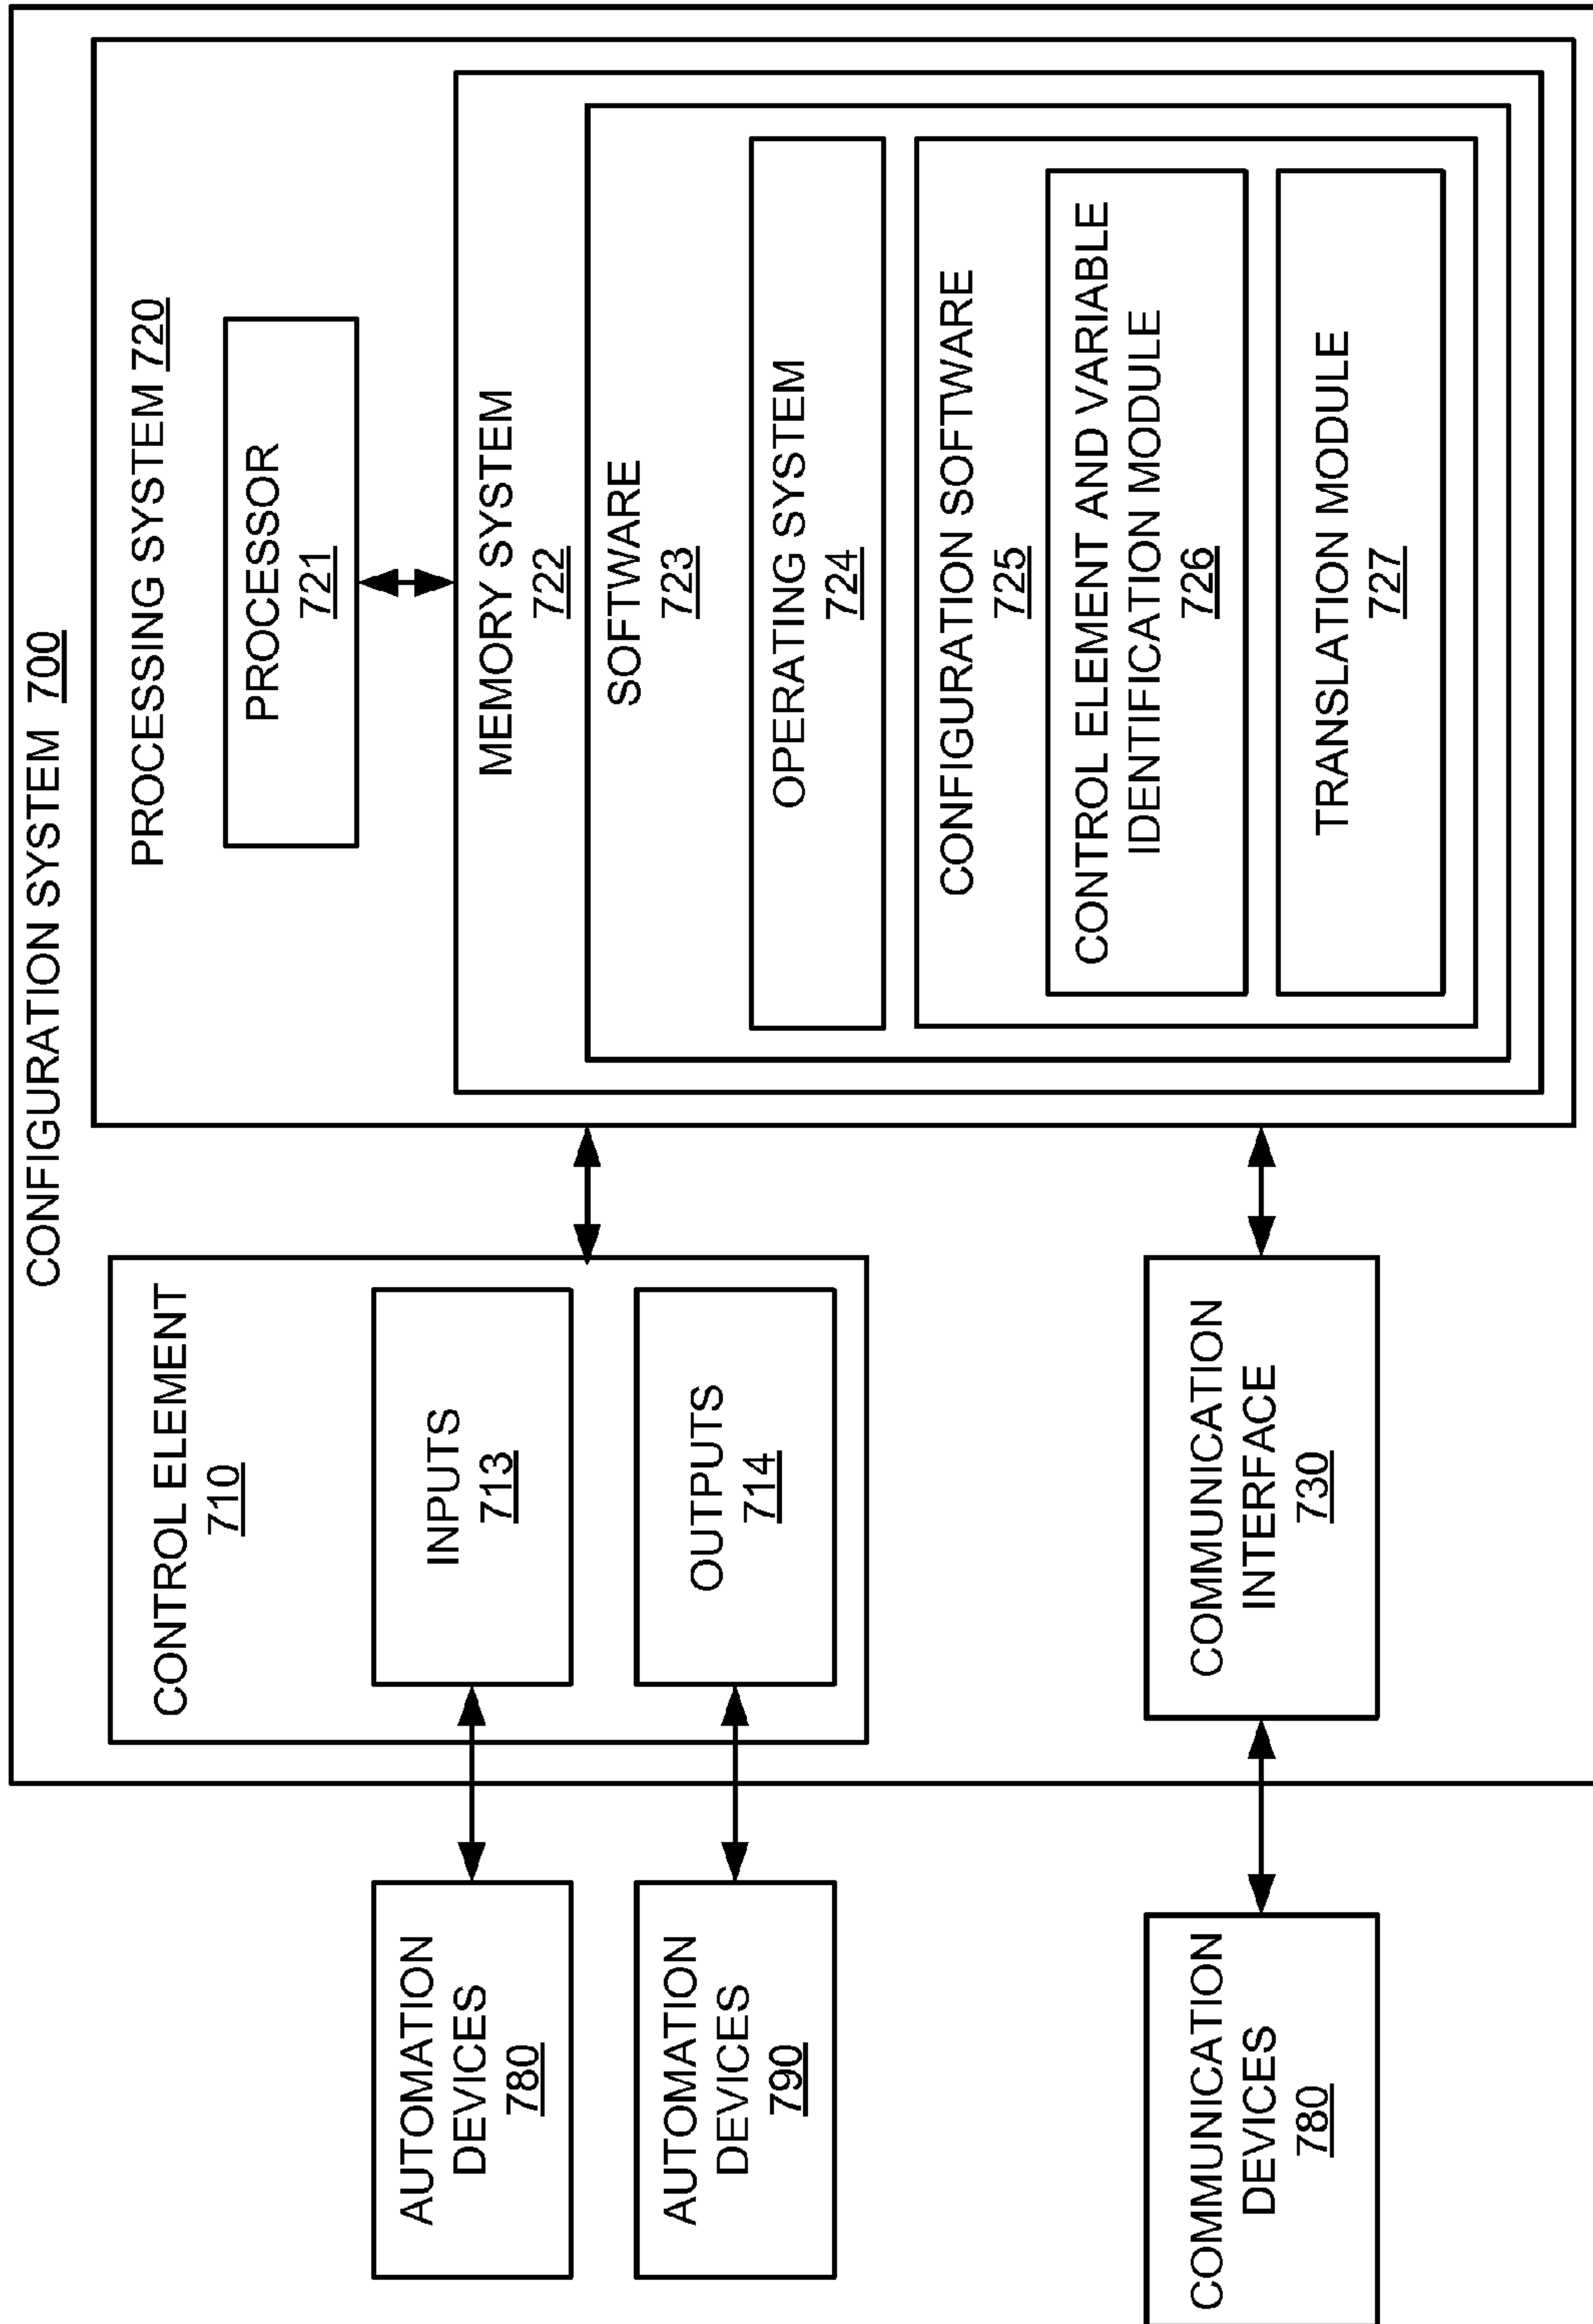 CONFIGURATION SYSTEM 700
AUTOMATION
DEVICES
780
AUTOMATION
DEVICES
790
COMMUNICATION
DEVICES
780
CONTROL ELEMENT
710
INPUTS
713
OUTPUTS
714
COMMUNICATION
INTERFACE
730
PROCESSING SYSTEM 720
PROCESSOR
721
MEMORY SYSTEM
722
SOFTWARE
723
OPERATING SYSTEM
724
CONFIGURATION SOFTWARE
725
CONTROL ELEMENT AND VARIABLE
IDENTIFICATION MODULE
726
TRANSLATION MODULE
727